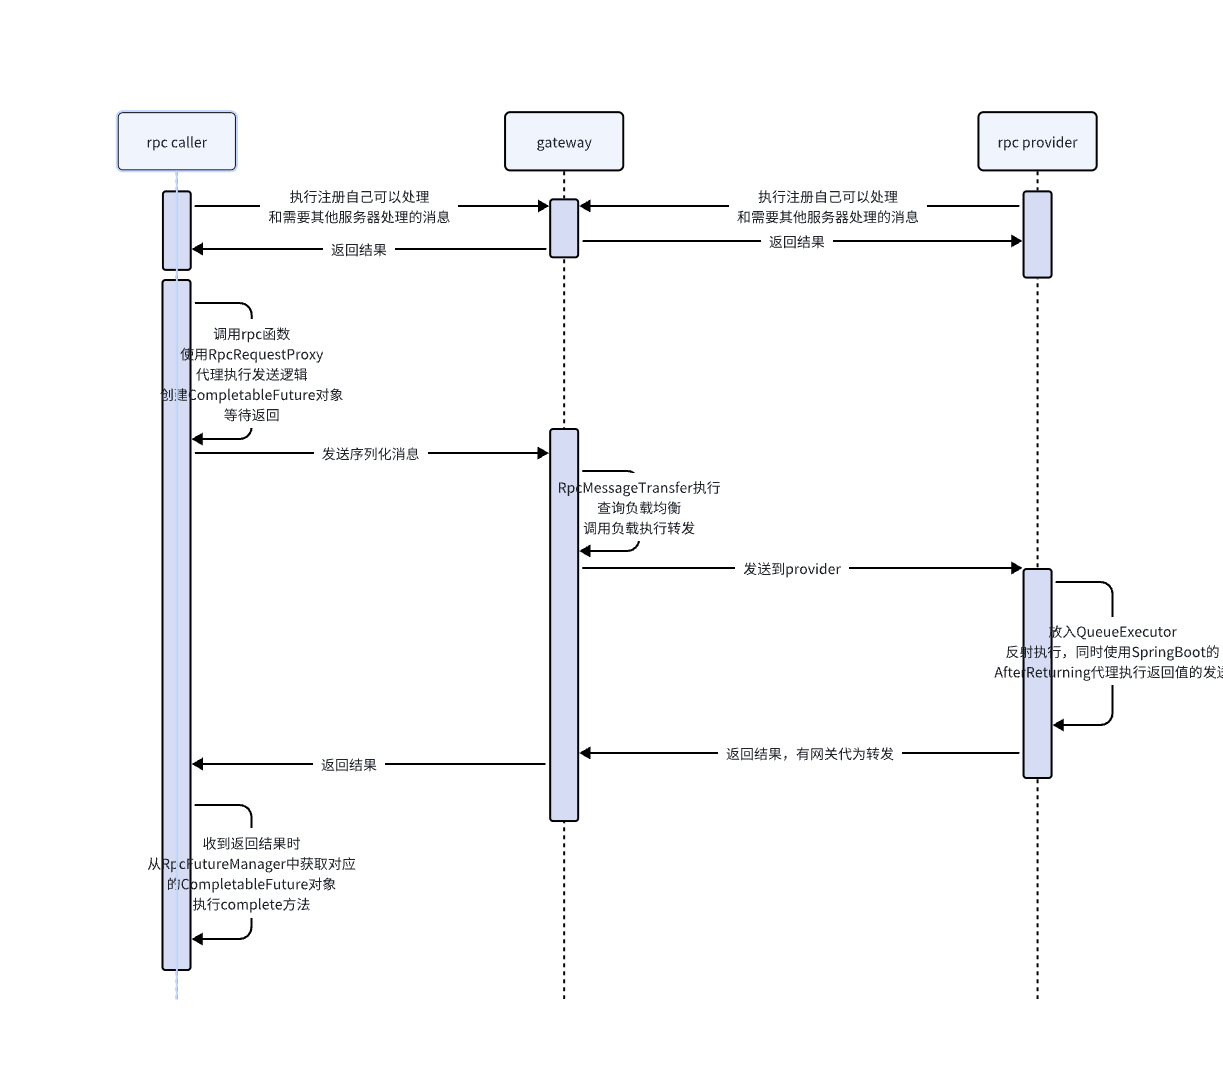 rpc caller
gateway
rpc provider
执行注册自己可以处理
和需要其他服务器处理的消息
执行注册自己可以处理
和需要其他服务器处理的消息
返回结果
返回结果
调用rpc函数
使用RpcRequestProxy
代理执行发送逻辑
创建CompletableFuture对象
等待返回
发送序列化消息
RpcMessageTransfer执行
查询负载均衡
调用负载执行转发
发送到provider
放入QueueExecutor
反射执行，同时使用SpringBoot的
AfterReturning代理执行返回值的发送
返回结果，有网关代为转发
返回结果
收到返回结果时
从RpcFutureManager中获取对应
的CompletableFuture对象
执行complete方法